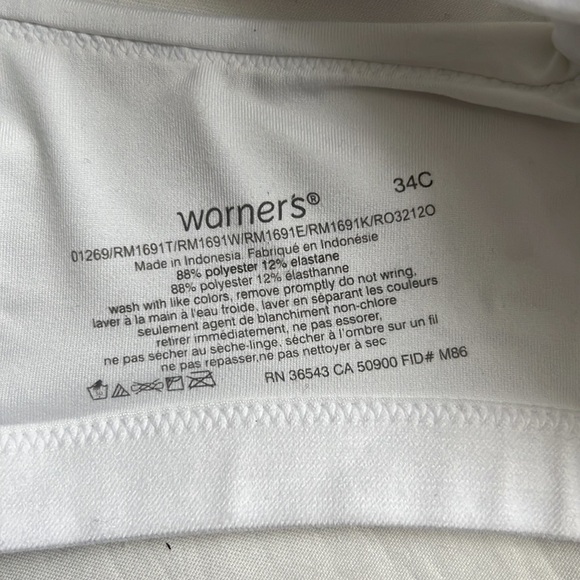 34C
warner's®
01269/RM1691T/RM1691W/RM1691E/RM1691K/RO3212O
Made in Indonesia. Fabriqué en Indonésie
88% polyester 12% elastane
88% polyester 12% élasthanne
wash with like colors, remove promptly do not wring,
laver à la main à l'eau froide, laver en séparant les couleurs
seulement agent de blanchiment non-chlore
retirer immédiatement, ne pas essorer,
ne pas sécher au sèche-linge, sécher à l'ombre sur un fil
ne pas repasser,ne pas nettoyer à sec
RN 36543 CA 50900 FID# M86